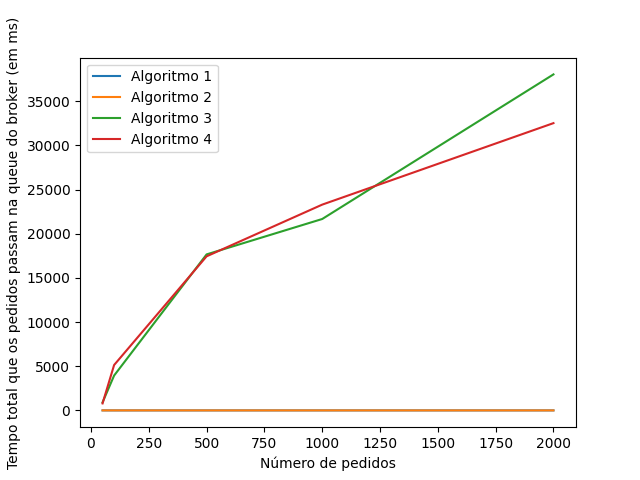 Tempo total que os pedidos passam na queue do broker (em ms)
Algoritmo 1
Algoritmo 2
Algoritmo 3
Algoritmo 4
35000
30000
25000
20000
15000
10000
5000
0
0 250 500 750 1000 1250 1500 1750 2000
Número de pedidos